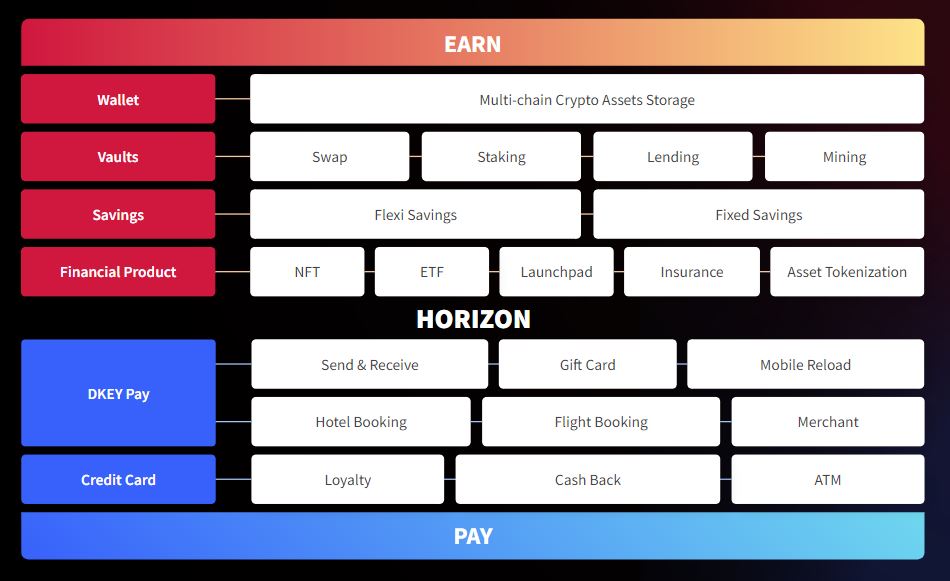 EARN
Wallet
Multi-chain Crypto Assets Storage
Vaults
Swap
Staking
Lending
Mining
Savings
Flexi Savings
Fixed Savings
Financial Product
NFT
ETF
Launchpad
Insurance
Asset Tokenization
HORIZON
DKEY Pay
Send & Receive
Gift Card
Mobile Reload
Hotel Booking
Flight Booking
Merchant
Credit Card
Loyalty
Cash Back
ATM
PAY